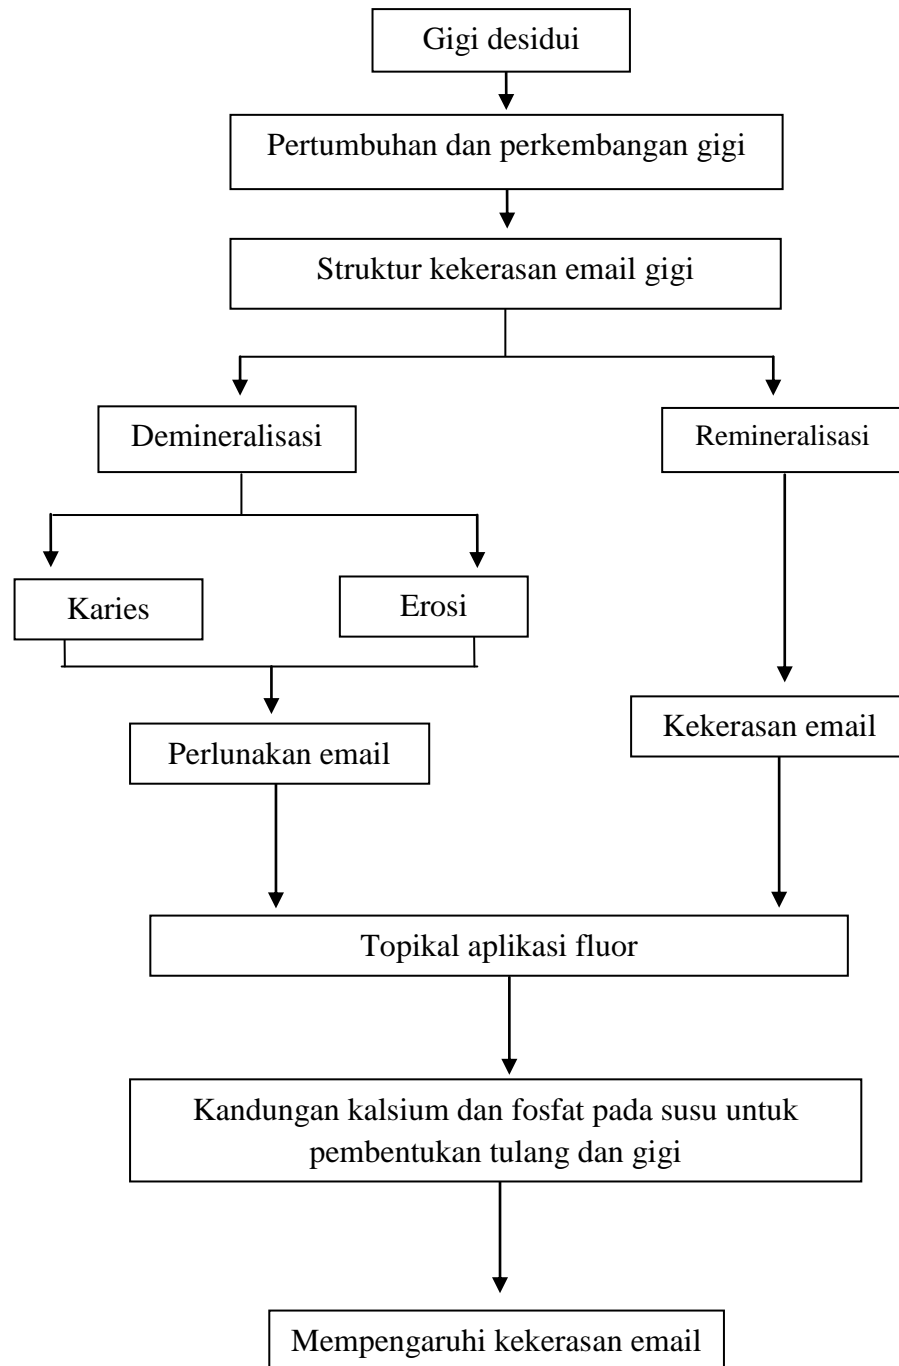 Gigi desidui
Pertumbuhan dan perkembangan gigi
Struktur kekerasan email gigi
Demineralisasi
Remineralisasi
Karies
Erosi
Perlunakan email
Kekerasan email
Topikal aplikasi fluor
Kandungan kalsium dan fosfat pada susu untuk
pembentukan tulang dan gigi
Mempengaruhi kekerasan email